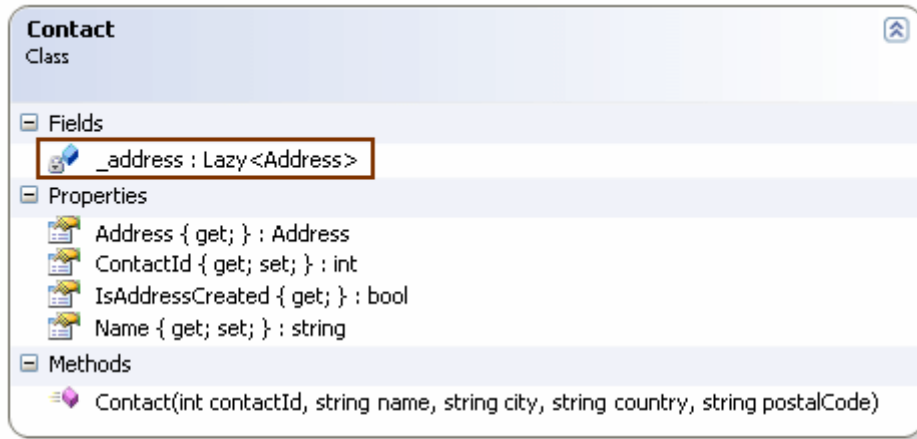 Contact
Class
Fields
_address : Lazy<Address>
Properties
Address { get; } : Address
ContactId { get; set; } : int
IsAddressCreated { get; } : bool
Name { get; set; } : string
Methods
Contact(int contactId, string name, string city, string country, string postalCode)